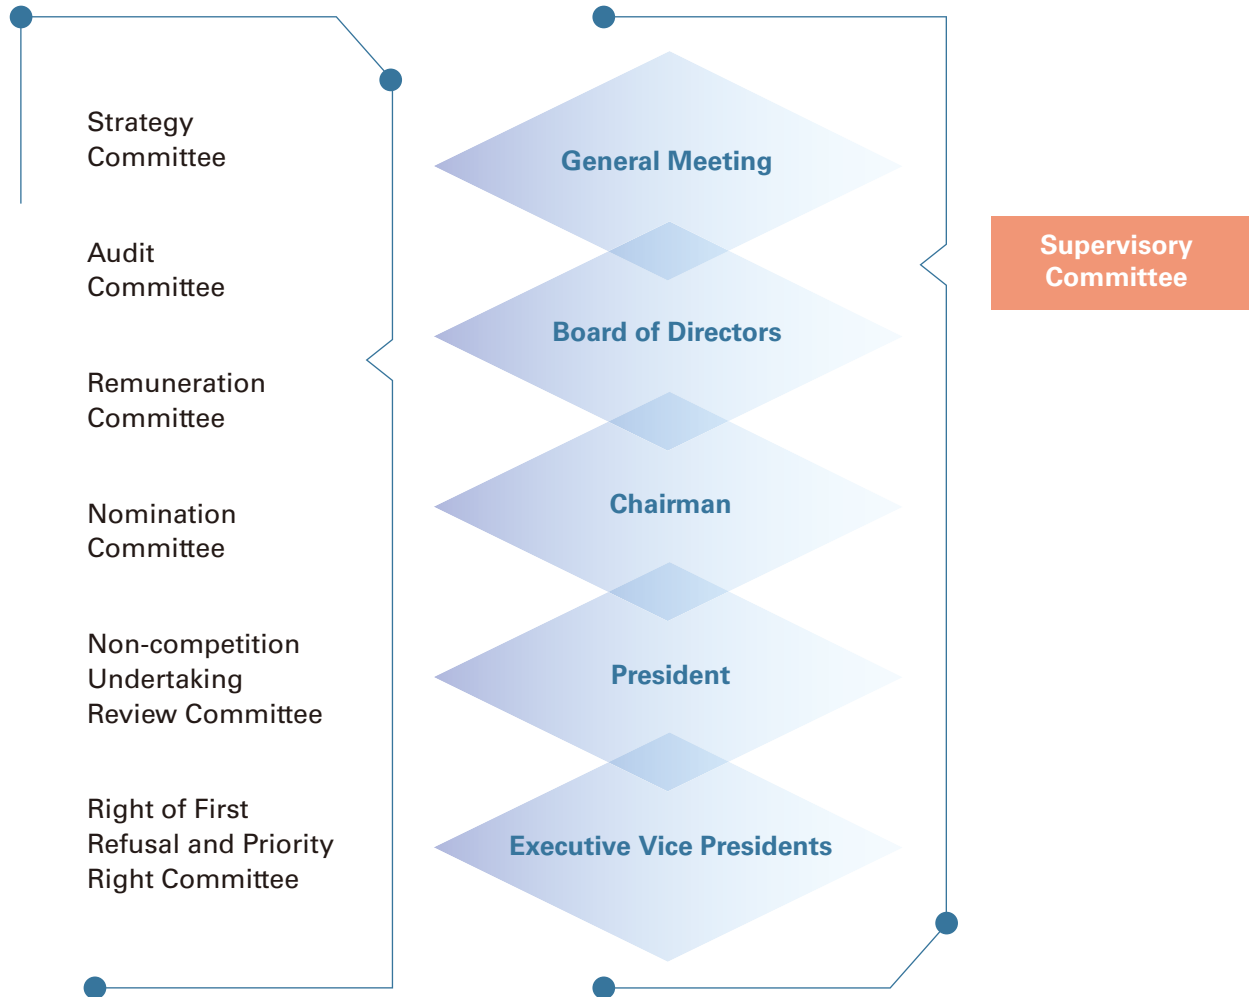 Strategy
Committee
Audit
Committee
Remuneration
Committee
Nomination
Committee
Non-competition
Undertaking
Review Committee
Right of First
Refusal and Priority
Right Committee
General Meeting
Board of Directors
Chairman
President
Executive Vice Presidents
Supervisory
Committee